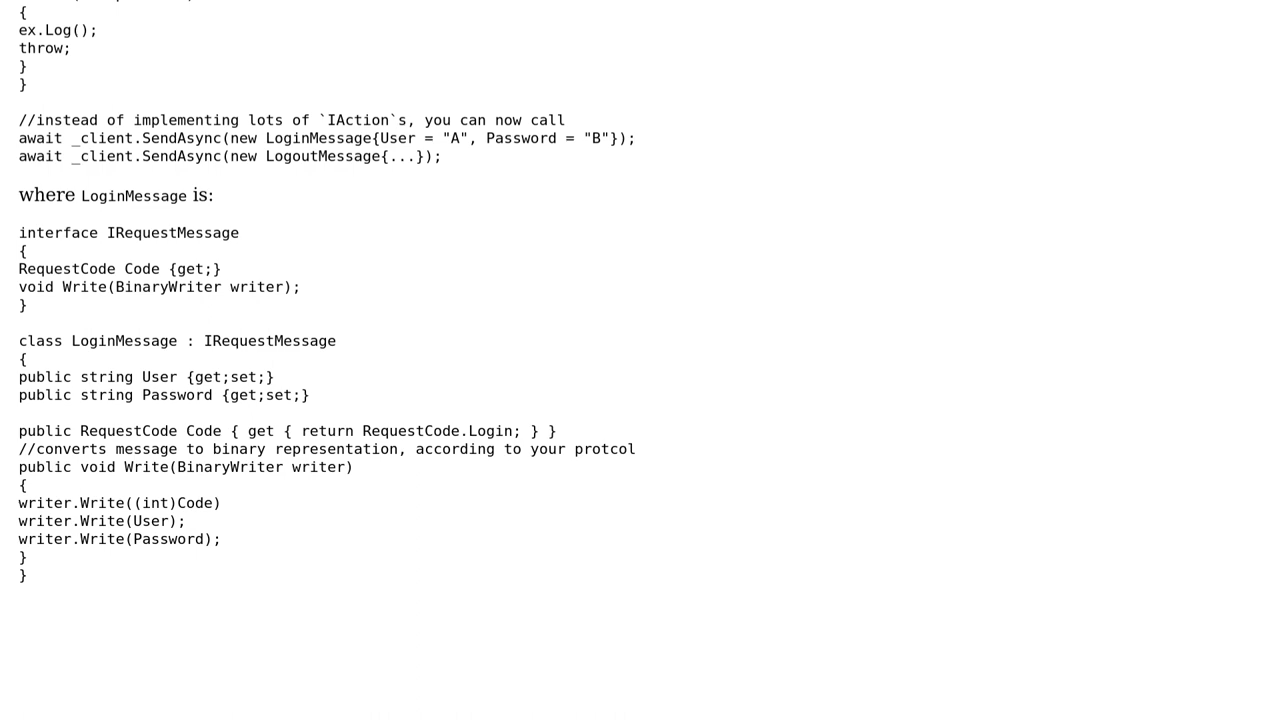 {
ex.Log();
throw;
}
}
//instead of implementing lots of `IAction`s, you can now call
await _client.SendAsync(new LoginMessage{User = "A", Password = "B"});
await _client.SendAsync(new LogoutMessage{...});
where LoginMessage is:
interface IRequestMessage
{
RequestCode Code {get;}
void Write(BinaryWriter writer);
}
class LoginMessage : IRequestMessage
{
public string User {get;set;}
public string Password {get;set;}
public RequestCode Code { get { return RequestCode.Login; } }
//converts message to binary representation, according to your protcol
public void Write(BinaryWriter writer)
{
writer.Write((int)Code)
writer.Write(User);
writer.Write(Password);
}
}